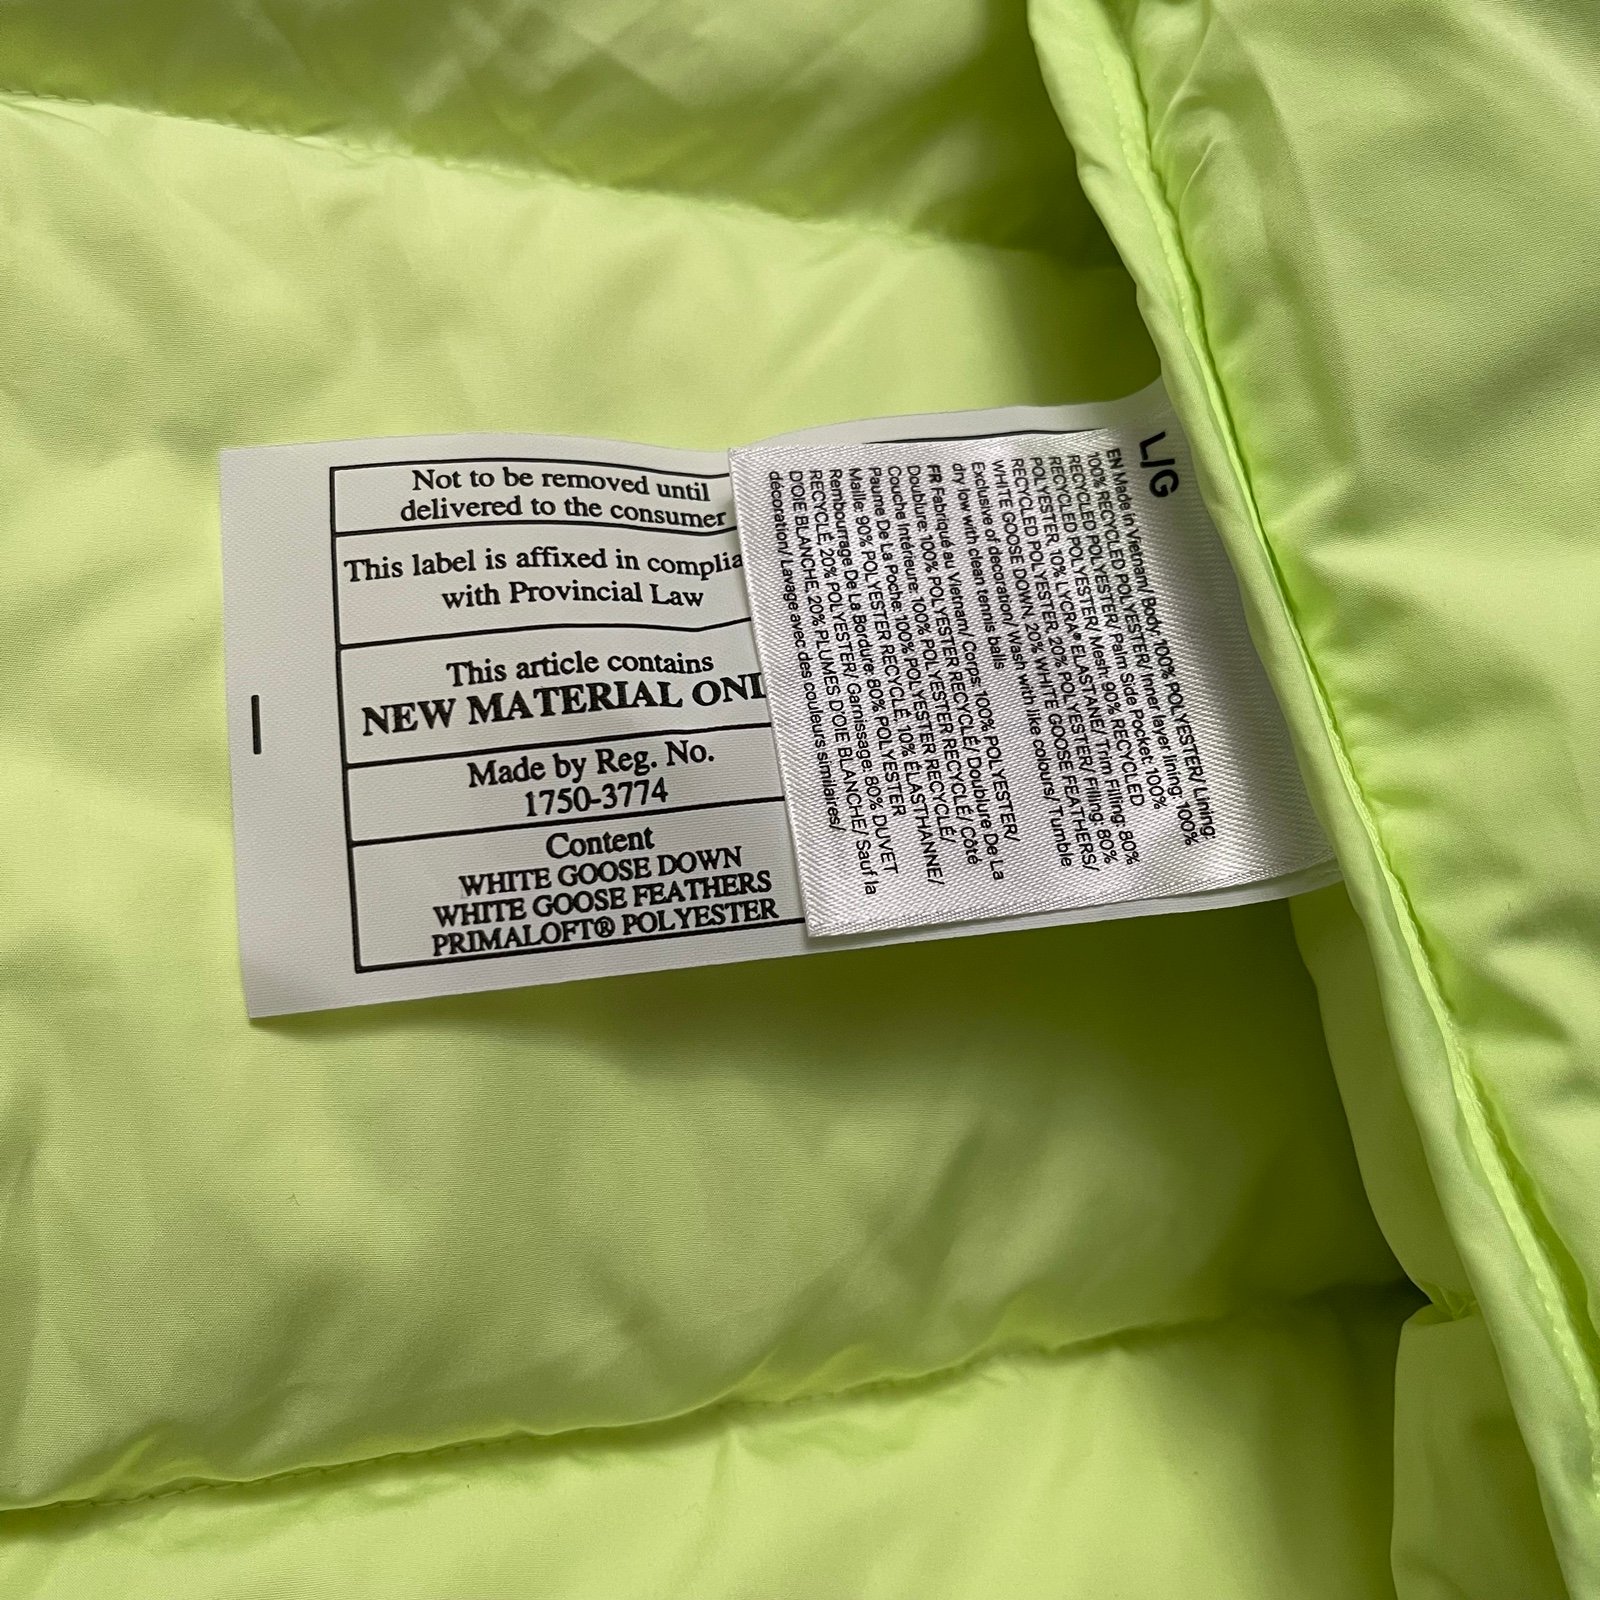 Not to be removed until
delivered to the consumer
This label is affixed in complia
with Provincial Law
This article contains
NEW MATERIAL ONL
Made by Reg. No.
1750-3774
Content
WHITE GOOSE DOWN
WHITE GOOSE FEATHERS
PRIMALOFT® POLYESTER
L/G
EN Made in Vietnam/ Body: 100% POLYESTER/ Lining:
100% RECYCLED POLYESTER/ Inner layer lining: 100%
RECYCLED POLYESTER/ Palm Side Pocket: 100%
RECYCLED POLYESTER/ Mesh: 90% RECYCLED
POLYESTER, 10% LYCRA® ELASTANE/ Trim Filling: 80%
RECYCLED POLYESTER, 20% POLYESTER/ Filling: 80%
WHITE GOOSE DOWN, 20% WHITE GOOSE FEATHERS/
Exclusive of decoration/ Wash with like colours/ Tumble
dry low with clean tennis balls
FR Fabriqué au Vietnam/ Corps: 100% POLYESTER/
Doublure: 100% POLYESTER RECYCLÉ/ Doublure De La
Couche Intérieure: 100% POLYESTER RECYCLÉ/ Côté
Paume De La Poche: 100% POLYESTER RECYCLÉ/
Maille: 90% POLYESTER RECYCLÉ, 10% ÉLASTHANNE/
Rembourrage De La Bordure: 80% POLYESTER
RECYCLÉ, 20% POLYESTER/ Garnissage: 80% DUVET
D'OIE BLANCHE, 20% PLUMES D'OIE BLANCHE/ Sauf la
décoration/ Lavage avec des couleurs similaires/